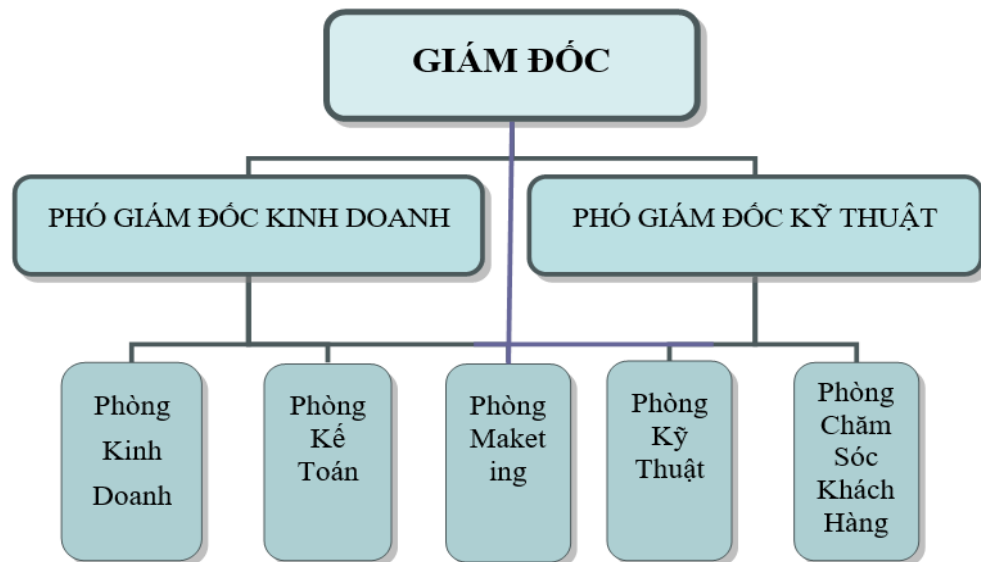 GIÁM ĐỐC
PHÓ GIÁM ĐỐC KINH DOANH
PHÓ GIÁM ĐỐC KỸ THUẬT
Phòng
Kinh
Doanh
Phòng
Kế
Toán
Phòng
Maket
ing
Phòng
Kỹ
Thuật
Phòng
Chăm
Sóc
Khách
Hàng